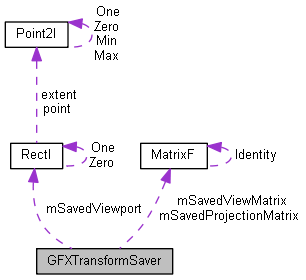 One
Zero
Min
Max
Point2I
extent
point
One
Zero
RectI
MatrixF
Identity
mSavedViewport
mSavedViewMatrix
mSavedProjectionMatrix
GFXTransformSaver